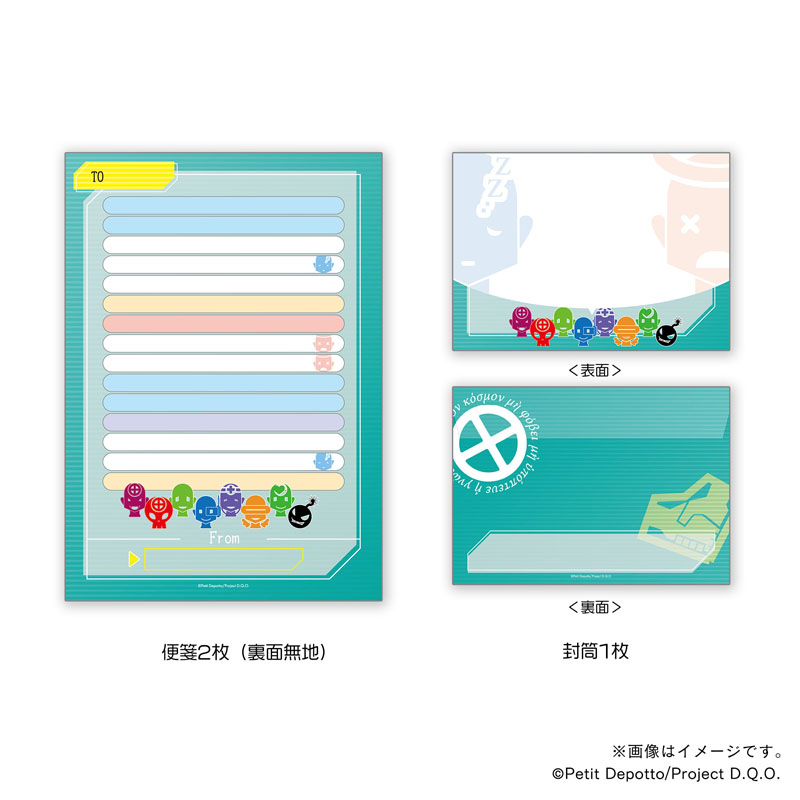 TO
From
©Petit Depotto/Project D.Q.O.
便箋2枚（裏面無地）
Z
Z
＜表面＞
ον κόσμον μὴ φόβει μὴ ὑπόπτευε ἢ γνω
©Petit Depotto/Project D.Q.O.
＜裏面＞
封筒1枚
※画像はイメージです。
©Petit Depotto/Project D.Q.O.